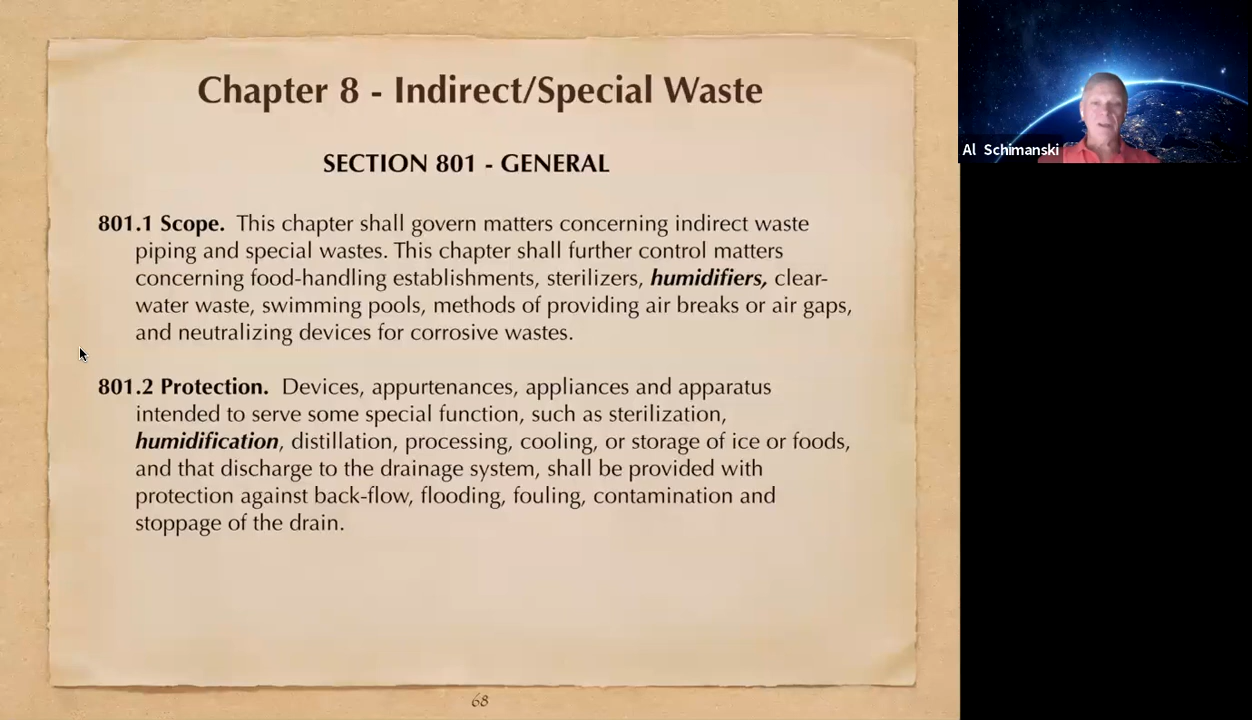 Chapter 8 - Indirect/Special Waste
SECTION 801 - GENERAL
801.1 Scope. This chapter shall govern matters concerning indirect waste
piping and special wastes. This chapter shall further control matters
concerning food-handling establishments, sterilizers, humidifiers, clear-
water waste, swimming pools, methods of providing air breaks or air gaps,
and neutralizing devices for corrosive wastes.
801.2 Protection. Devices, appurtenances, appliances and apparatus
intended to serve some special function, such as sterilization,
humidification, distillation, processing, cooling, or storage of ice or foods,
and that discharge to the drainage system, shall be provided with
protection against back-flow, flooding, fouling, contamination and
stoppage of the drain.
68
Al Schimanski